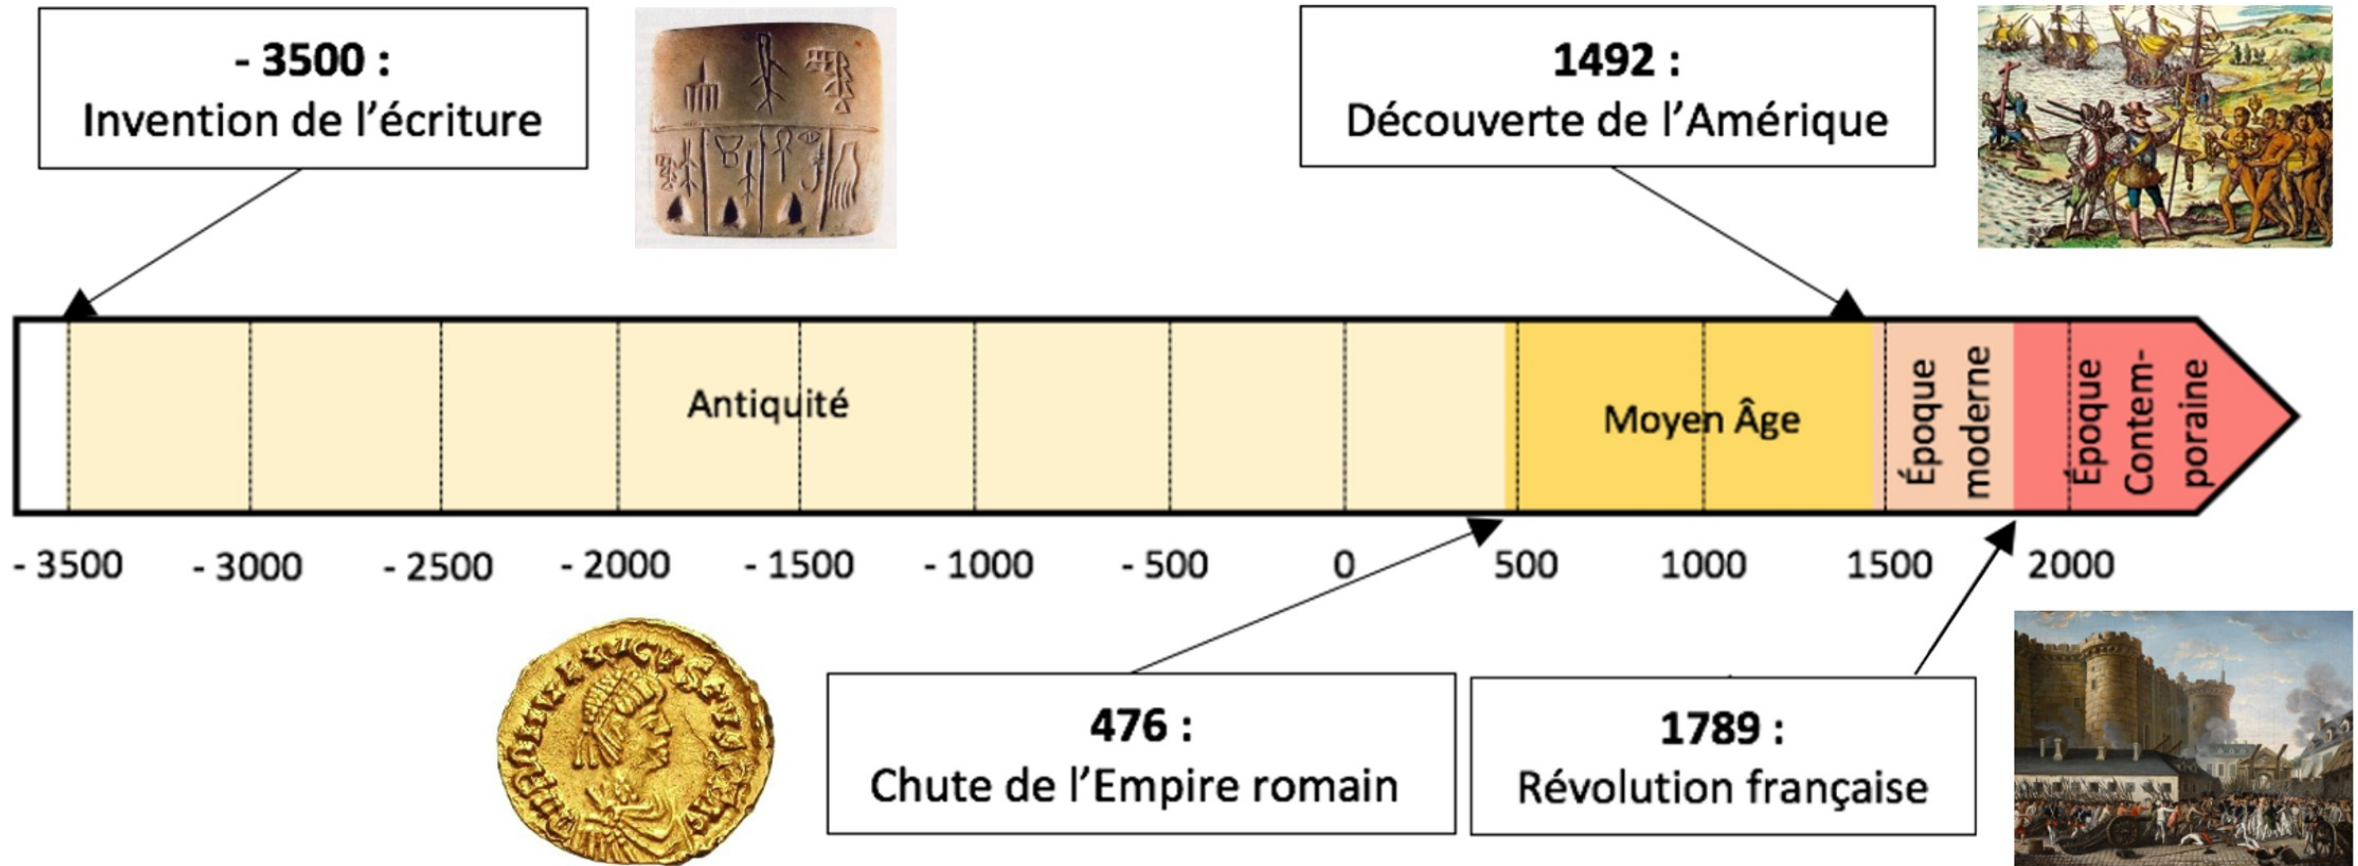 - 3500 :
Invention de l’écriture
1492 :
Découverte de l’Amérique
Antiquité
Moyen Âge
Époque
moderne
Époque
Contem-
poraine
- 3500 - 3000 - 2500 - 2000 - 1500 - 1000 - 500 0 500 1000 1500 2000
476 :
Chute de l’Empire romain
1789 :
Révolution française